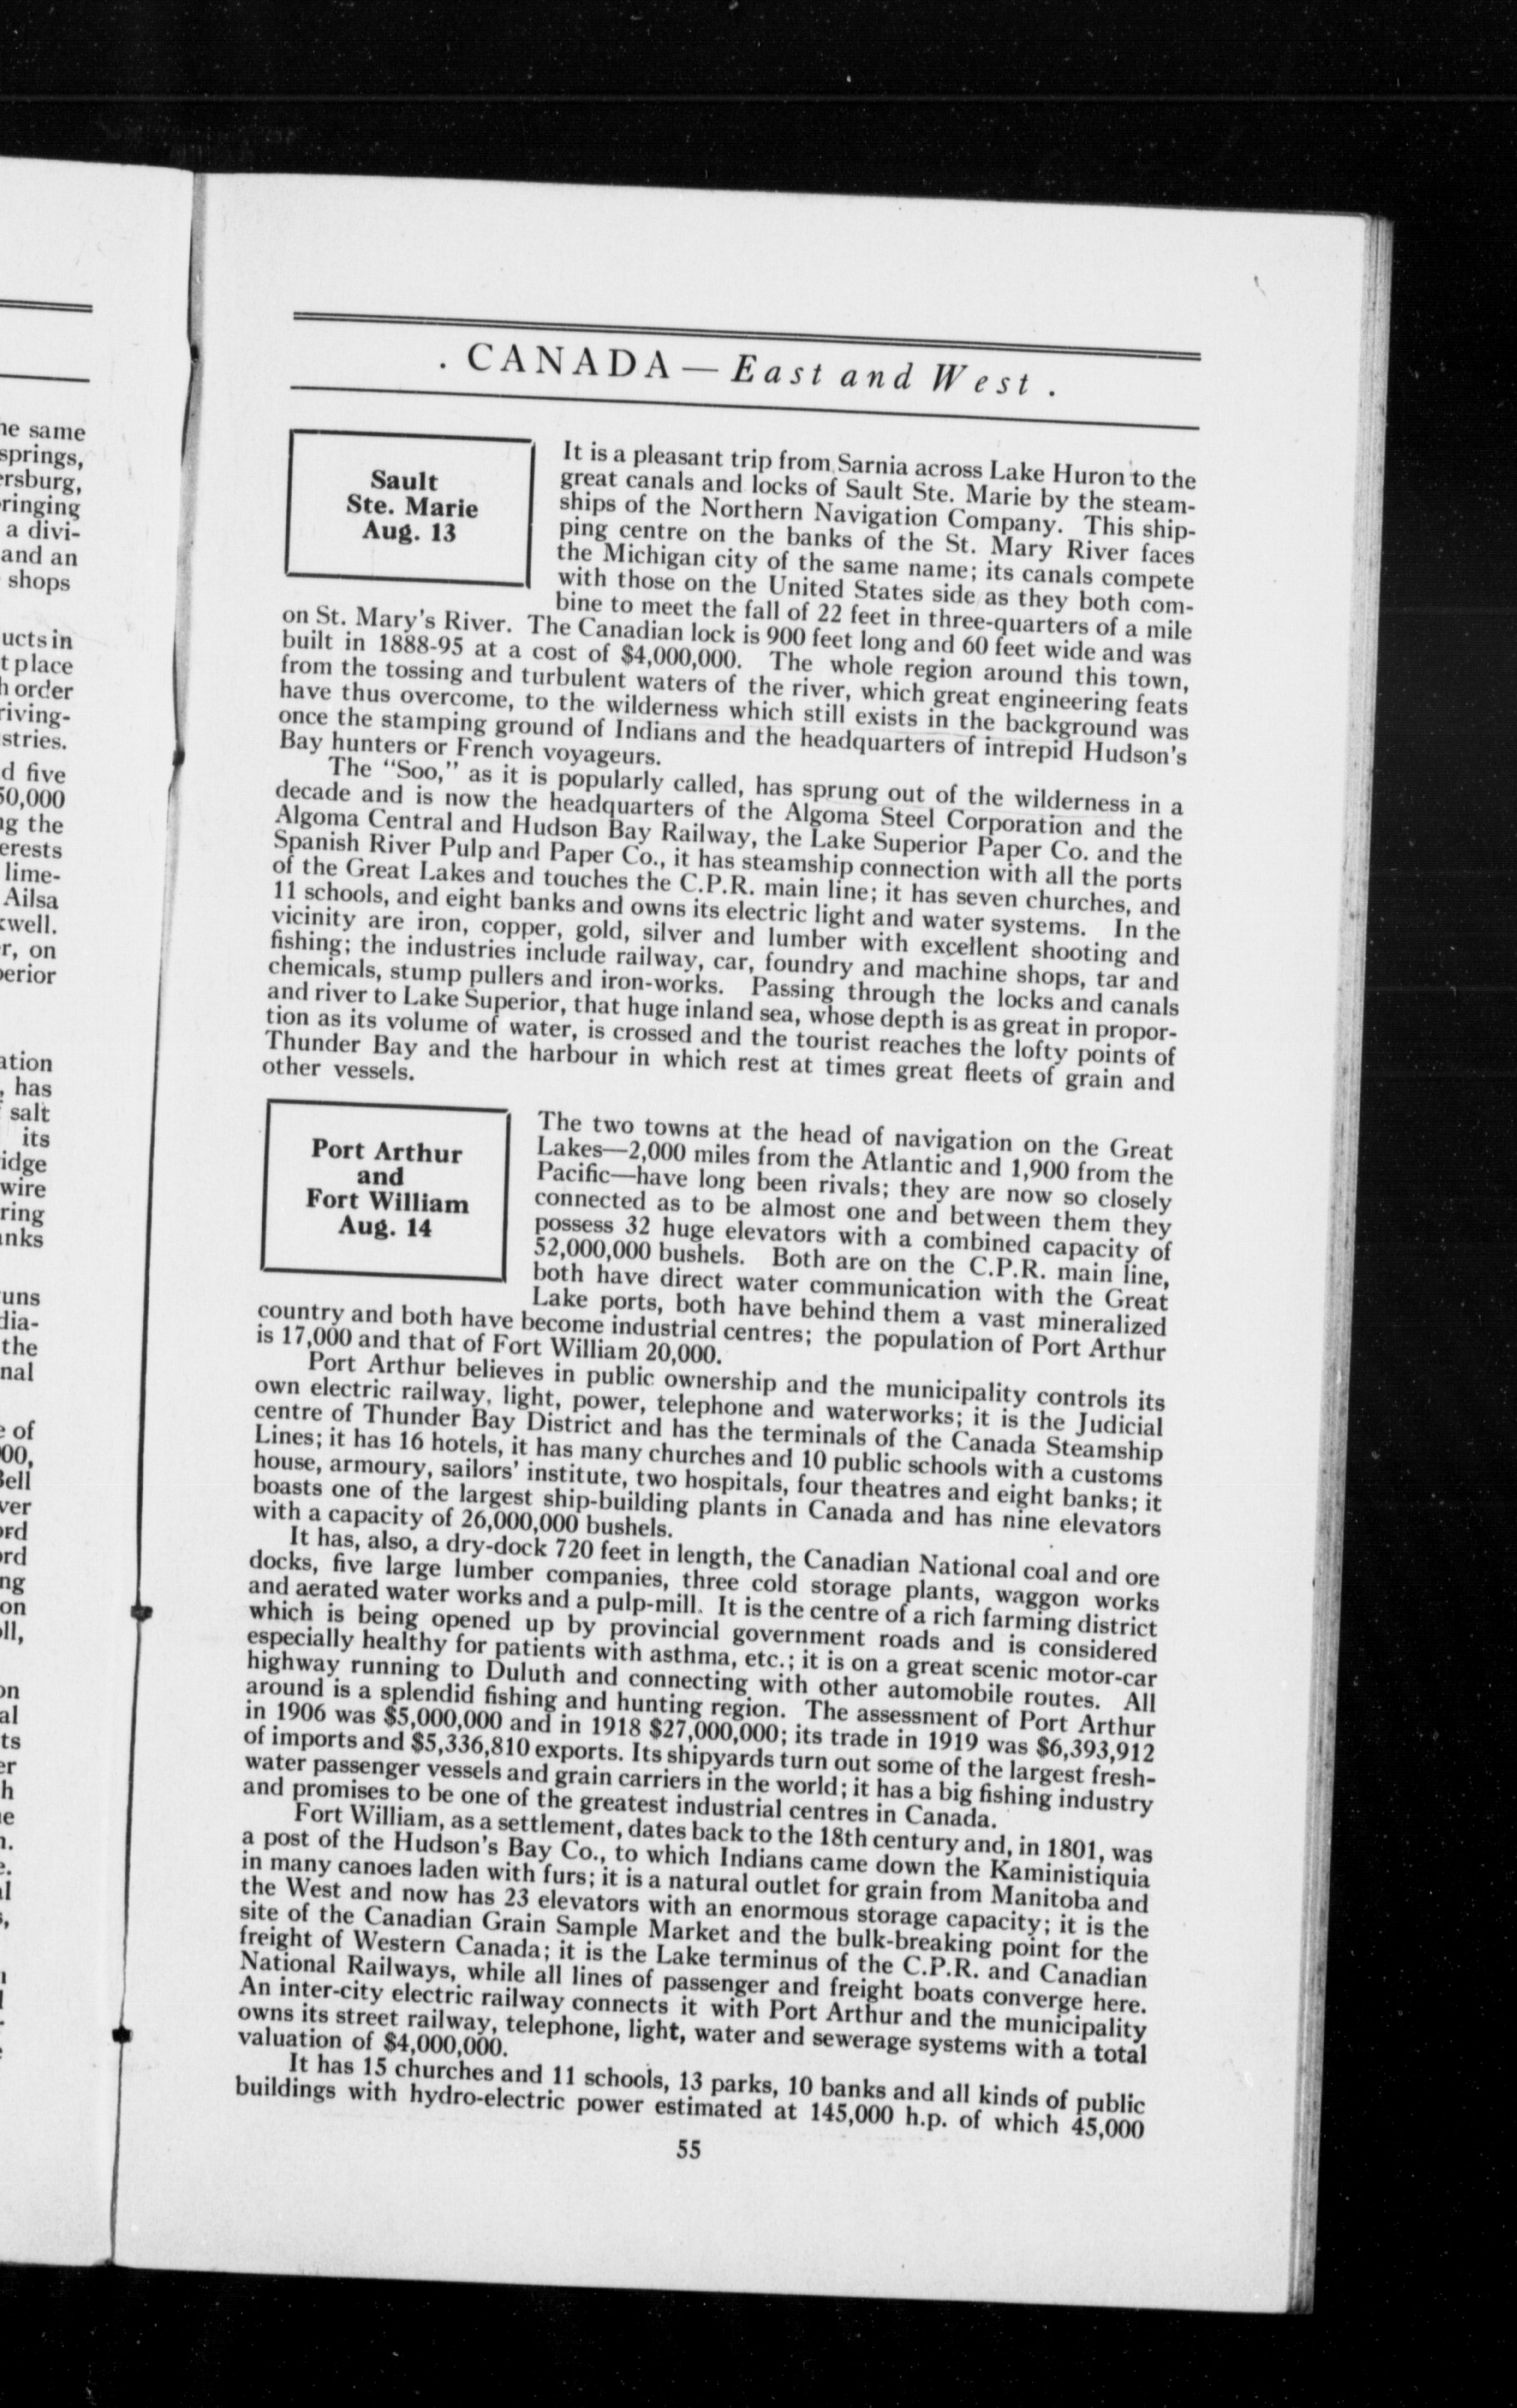 . CANADA — East and West .
Sault
Ste. Marie
Aug. 13
It is a pleasant trip from Sarnia across Lake Huron to the
great canals and locks of Sault Ste. Marie by the steam-
ships of the Northern Navigation Company. This ship-
ping centre on the banks of the St. Mary River faces
the Michigan city of the same name; its canals compete
with those on the United States side as they both com-
bine to meet the fall of 22 feet in three-quarters of a mile
on St. Mary's River. The Canadian lock is 900 feet long and 60 feet wide and was
built in 1888-95 at a cost of $4,000,000. The whole region around this town,
from the tossing and turbulent waters of the river, which great engineering feats
have thus overcome, to the wilderness which still exists in the background was
once the stamping ground of Indians and the headquarters of intrepid Hudson's
Bay hunters or French voyageurs.
The "Soo," as it is popularly called, has sprung out of the wilderness in a
decade and is now the headquarters of the Algoma Steel Corporation and the
Algoma Central and Hudson Bay Railway, the Lake Superior Paper Co. and the
Spanish River Pulp and Paper Co., it has steamship connection with all the ports
of the Great Lakes and touches the C.P.R. main line; it has seven churches, and
11 schools, and eight banks and owns its electric light and water systems. In the
vicinity are iron, copper, gold, silver and lumber with excellent shooting and
fishing; the industries include railway, car, foundry and machine shops, tar and
chemicals, stump pullers and iron-works. Passing through the locks and canals
and river to Lake Superior, that huge inland sea, whose depth is as great in propor-
tion as its volume of water, is crossed and the tourist reaches the lofty points of
Thunder Bay and the harbour in which rest at times great fleets of grain and
other vessels.
Port Arthur
and
Fort William
Aug. 14
The two towns at the head of navigation on the Great
Lakes—2,000 miles from the Atlantic and 1,900 from the
Pacific—have long been rivals; they are now so closely
connected as to be almost one and between them they
possess 32 huge elevators with a combined capacity of
52,000,000 bushels. Both are on the C.P.R. main line,
both have direct water communication with the Great
Lake ports, both have behind them a vast mineralized
country and both have become industrial centres; the population of Port Arthur
is 17,000 and that of Fort William 20,000.
Port Arthur believes in public ownership and the municipality controls its
own electric railway, light, power, telephone and waterworks; it is the Judicial
centre of Thunder Bay District and has the terminals of the Canada Steamship
Lines; it has 16 hotels, it has many churches and 10 public schools with a customs
house, armoury, sailors' institute, two hospitals, four theatres and eight banks; it
boasts one of the largest ship-building plants in Canada and has nine elevators
with a capacity of 26,000,000 bushels.
It has, also, a dry-dock 720 feet in length, the Canadian National coal and ore
docks, five large lumber companies, three cold storage plants, waggon works
and aerated water works and a pulp-mill. It is the centre of a rich farming district
which is being opened up by provincial government roads and is considered
especially healthy for patients with asthma, etc.; it is on a great scenic motor-car
highway running to Duluth and connecting with other automobile routes. All
around is a splendid fishing and hunting region. The assessment of Port Arthur
in 1906 was $5,000,000 and in 1918 $27,000,000; its trade in 1919 was $6,393,912
of imports and $5,336,810 exports. Its shipyards turn out some of the largest fresh-
water passenger vessels and grain carriers in the world; it has a big fishing industry
and promises to be one of the greatest industrial centres in Canada.
Fort William, as a settlement, dates back to the 18th century and, in 1801, was
a post of the Hudson's Bay Co., to which Indians came down the Kaministiquia
in many canoes laden with furs; it is a natural outlet for grain from Manitoba and
the West and now has 23 elevators with an enormous storage capacity; it is the
site of the Canadian Grain Sample Market and the bulk-breaking point for the
freight of Western Canada; it is the Lake terminus of the C.P.R. and Canadian
National Railways, while all lines of passenger and freight boats converge here.
An inter-city electric railway connects it with Port Arthur and the municipality
owns its street railway, telephone, light, water and sewerage systems with a total
valuation of $4,000,000.
It has 15 churches and 11 schools, 13 parks, 10 banks and all kinds of public
buildings with hydro-electric power estimated at 145,000 h.p. of which 45,000
55